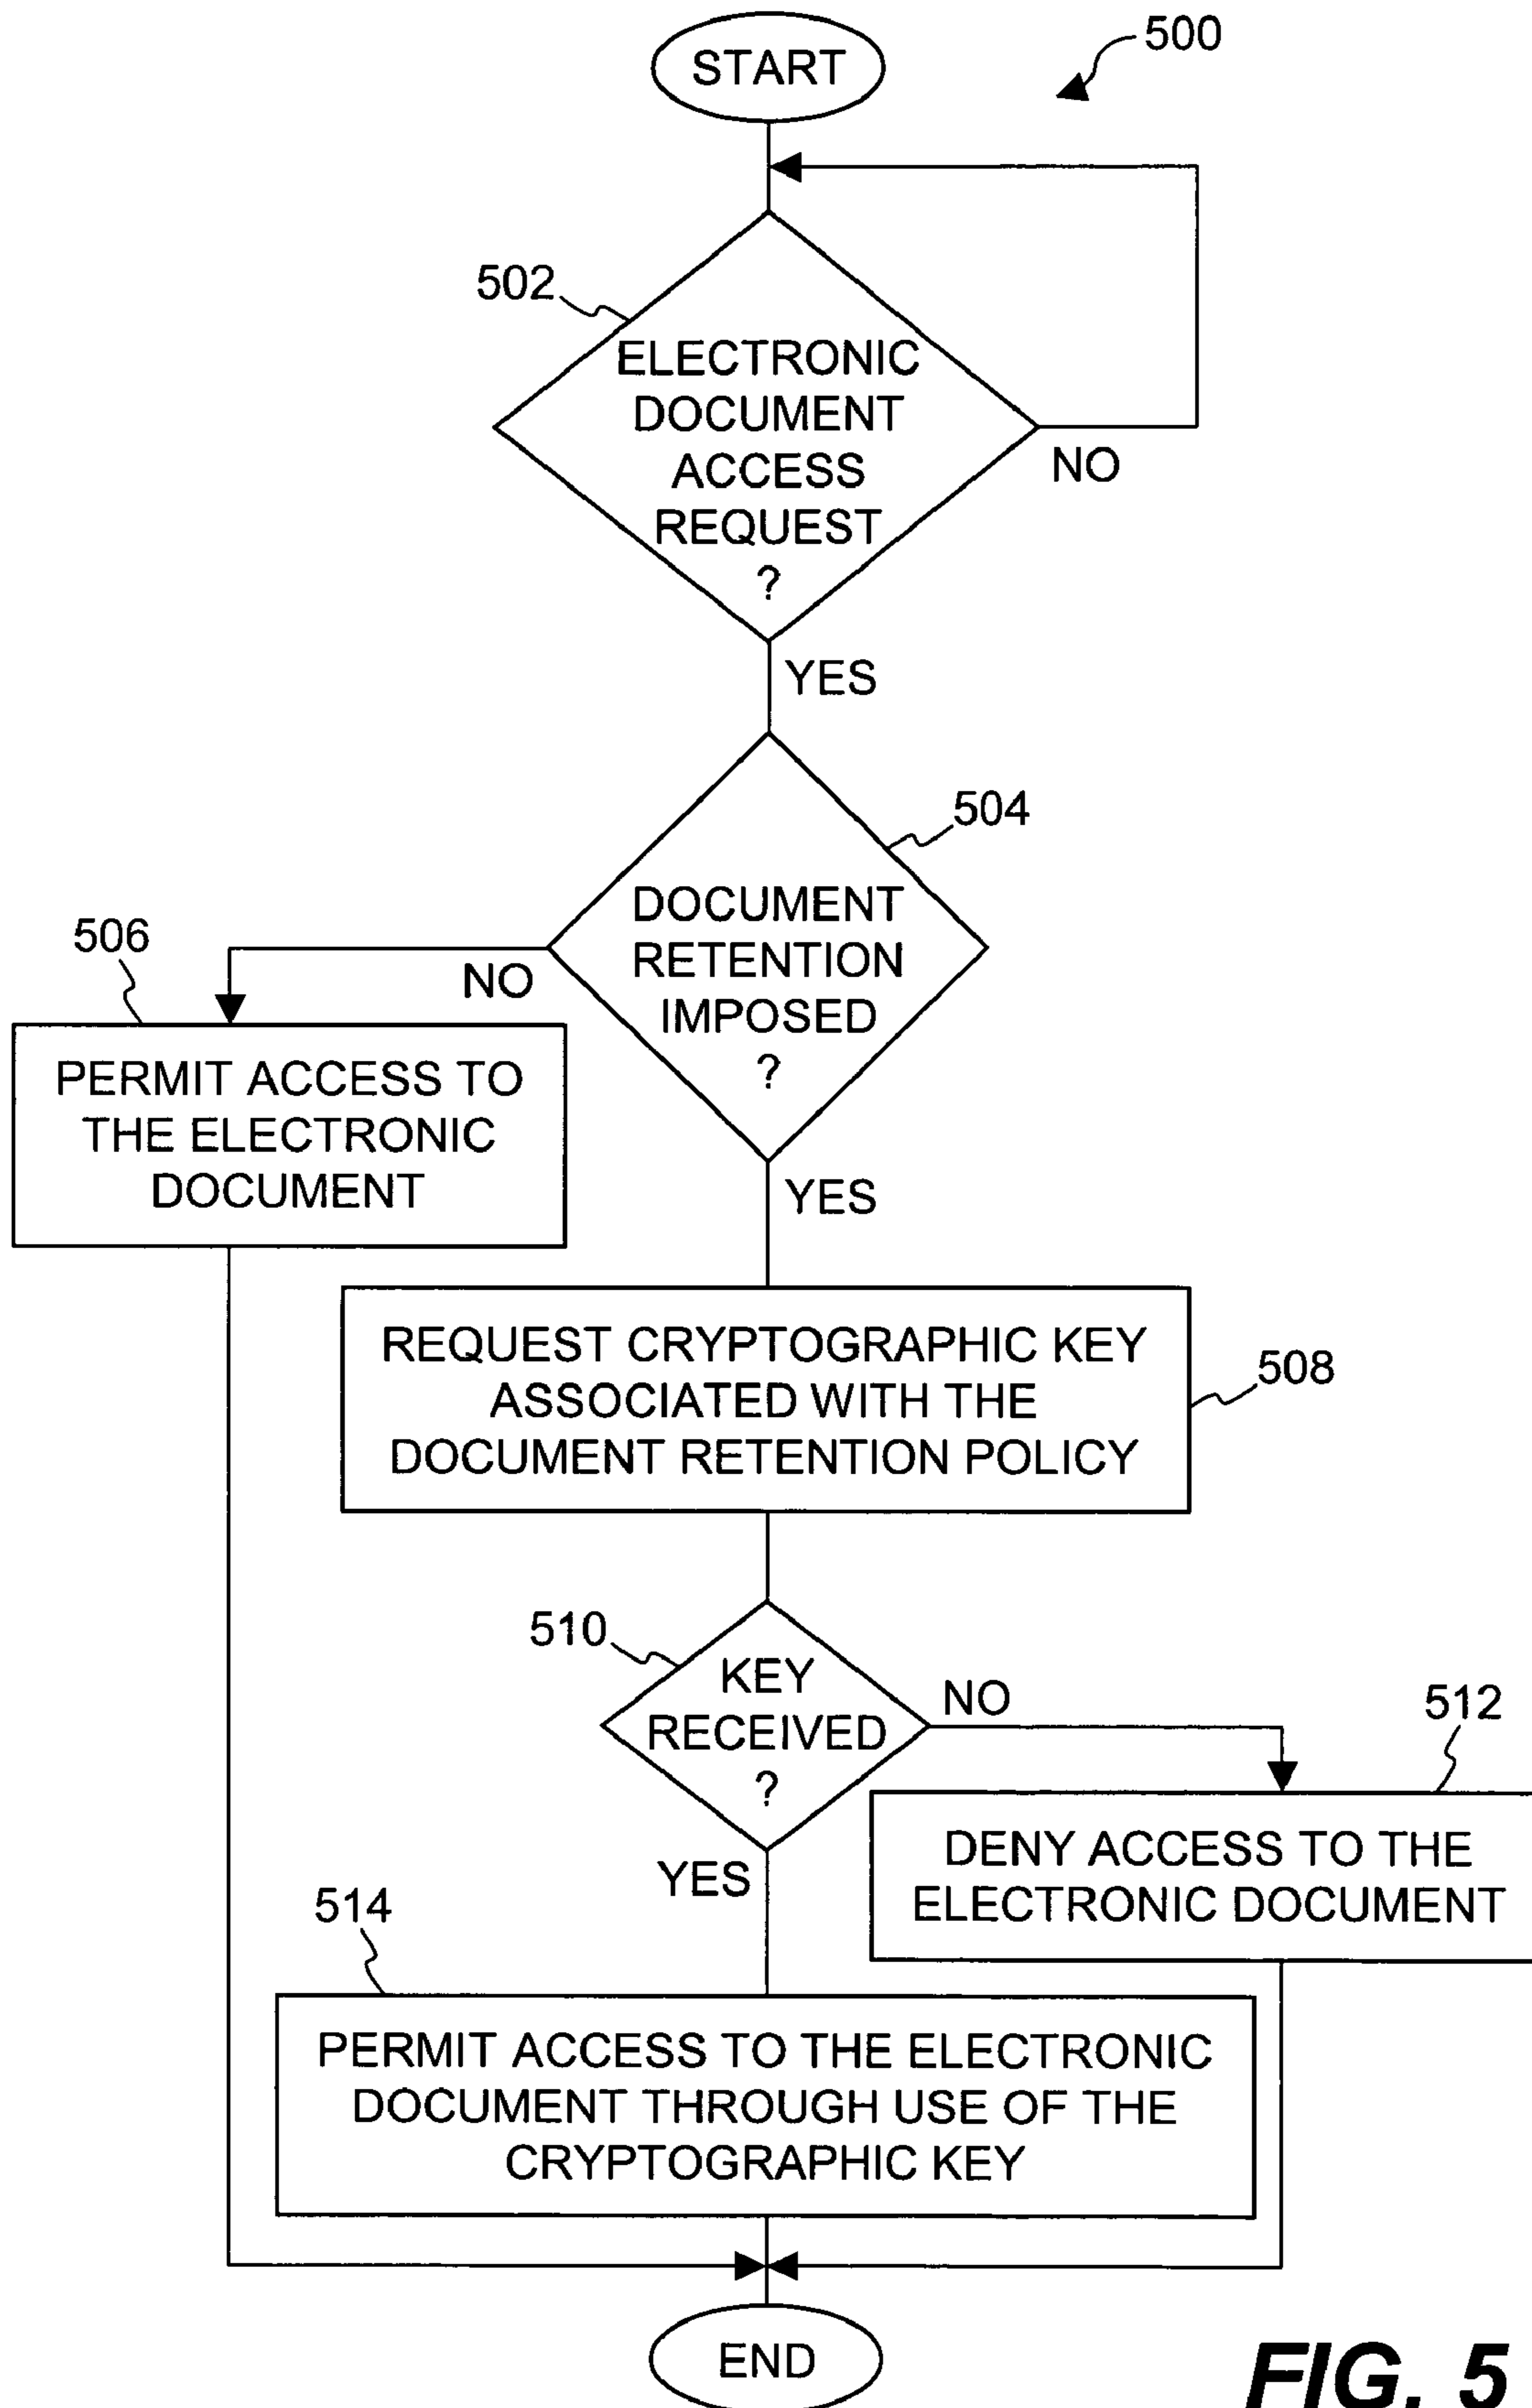 START
500
502
ELECTRONIC
DOCUMENT
ACCESS
REQUEST
?
NO
YES
504
DOCUMENT
RETENTION
IMPOSED
?
NO
506
PERMIT ACCESS TO
THE ELECTRONIC
DOCUMENT
YES
REQUEST CRYPTOGRAPHIC KEY
ASSOCIATED WITH THE
DOCUMENT RETENTION POLICY
508
510
KEY
RECEIVED
?
NO
512
DENY ACCESS TO THE
ELECTRONIC DOCUMENT
YES
514
PERMIT ACCESS TO THE ELECTRONIC
DOCUMENT THROUGH USE OF THE
CRYPTOGRAPHIC KEY
END
FIG. 5